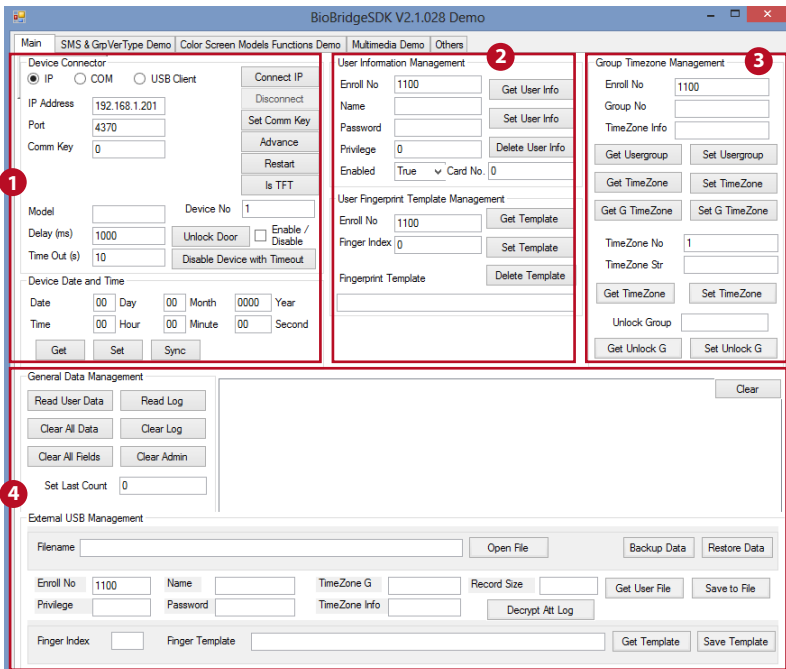 BioBridgeSDK V2.1.028 Demo
Main SMS & GrpVerType Demo Color Screen Models Functions Demo Multimedia Demo Others
1
Device Connector
IP COM USB Client Connect IP
IP Address 192.168.1.201 Disconnect
Port 4370 Set Comm Key
Comm Key 0 Advance
Restart
Is TFT
Model Device No 1
Delay (ms) 1000 Unlock Door Enable / Disable
Time Out (s) 10 Disable Device with Timeout
Device Date and Time
Date 00 Day 00 Month 0000 Year
Time 00 Hour 00 Minute 00 Second
Get Set Sync
2
User Information Management
Enroll No 1100 Get User Info
Name
Password Set User Info
Privilege 0 Delete User Info
Enabled True Card No. 0
User Fingerprint Template Management
Enroll No 1100 Get Template
Finger Index 0 Set Template
Fingerprint Template Delete Template
3
Group Timezone Management
Enroll No 1100
Group No
TimeZone Info
Get Usergroup Set Usergroup
Get TimeZone Set TimeZone
Get G TimeZone Set G TimeZone
TimeZone No 1
TimeZone Str
Get TimeZone Set TimeZone
Unlock Group
Get Unlock G Set Unlock G
4
General Data Management
Read User Data Read Log
Clear All Data Clear Log
Clear All Fields Clear Admin
Set Last Count 0
Clear
External USB Management
Filename Open File Backup Data Restore Data
Enroll No 1100 Name TimeZone G Record Size Get User File Save to File
Privilege Password TimeZone Info Decrypt Att Log
Finger Index Finger Template Get Template Save Template